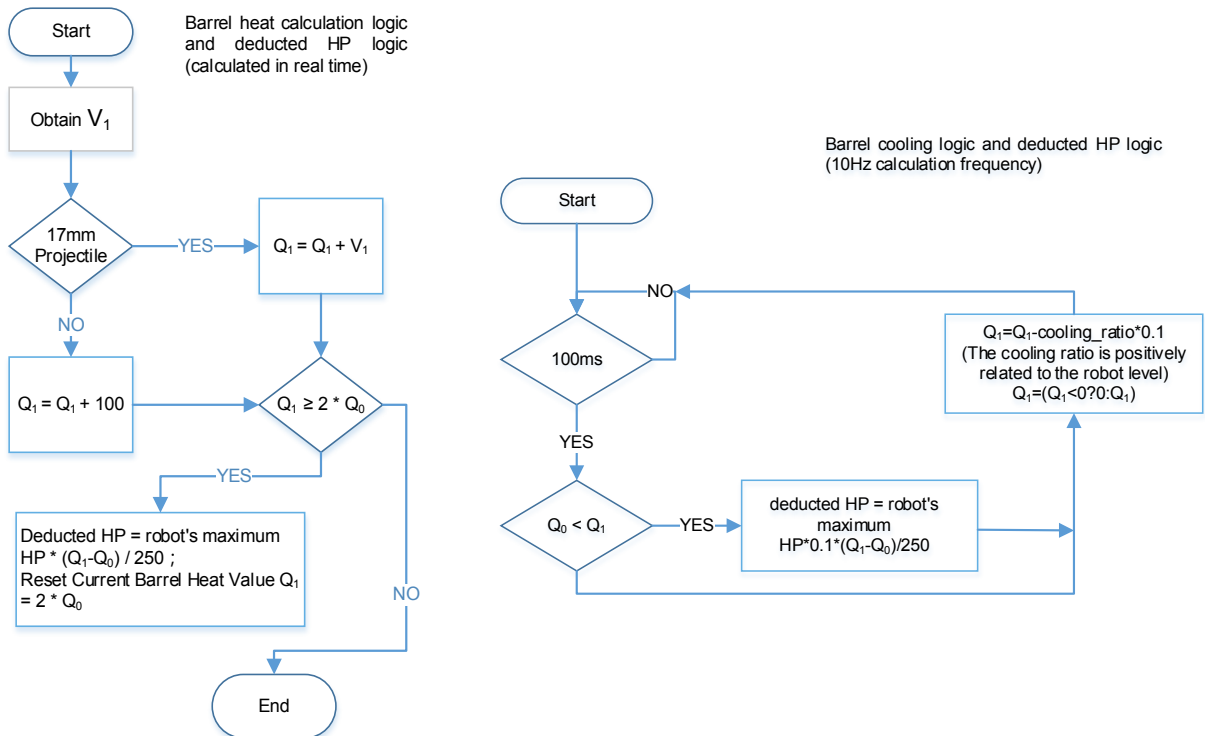 Start
Barrel heat calculation logic
and deducted HP logic
(calculated in real time)
Obtain V₁
17mm
Projectile
YES
Q₁ = Q₁ + V₁
NO
Q₁ = Q₁ + 100
Q₁ ≥ 2 * Q₀
YES
Deducted HP = robot's maximum
HP * (Q₁-Q₀) / 250 ;
Reset Current Barrel Heat Value Q₁
= 2 * Q₀
NO
End
Barrel cooling logic and deducted HP logic
(10Hz calculation frequency)
Start
NO
100ms
Q₁=Q₁-cooling_ratio*0.1
(The cooling ratio is positively
related to the robot level)
Q₁=(Q₁<0?0:Q₁)
YES
Q₀ < Q₁
YES
deducted HP = robot's
maximum
HP*0.1*(Q₁-Q₀)/250